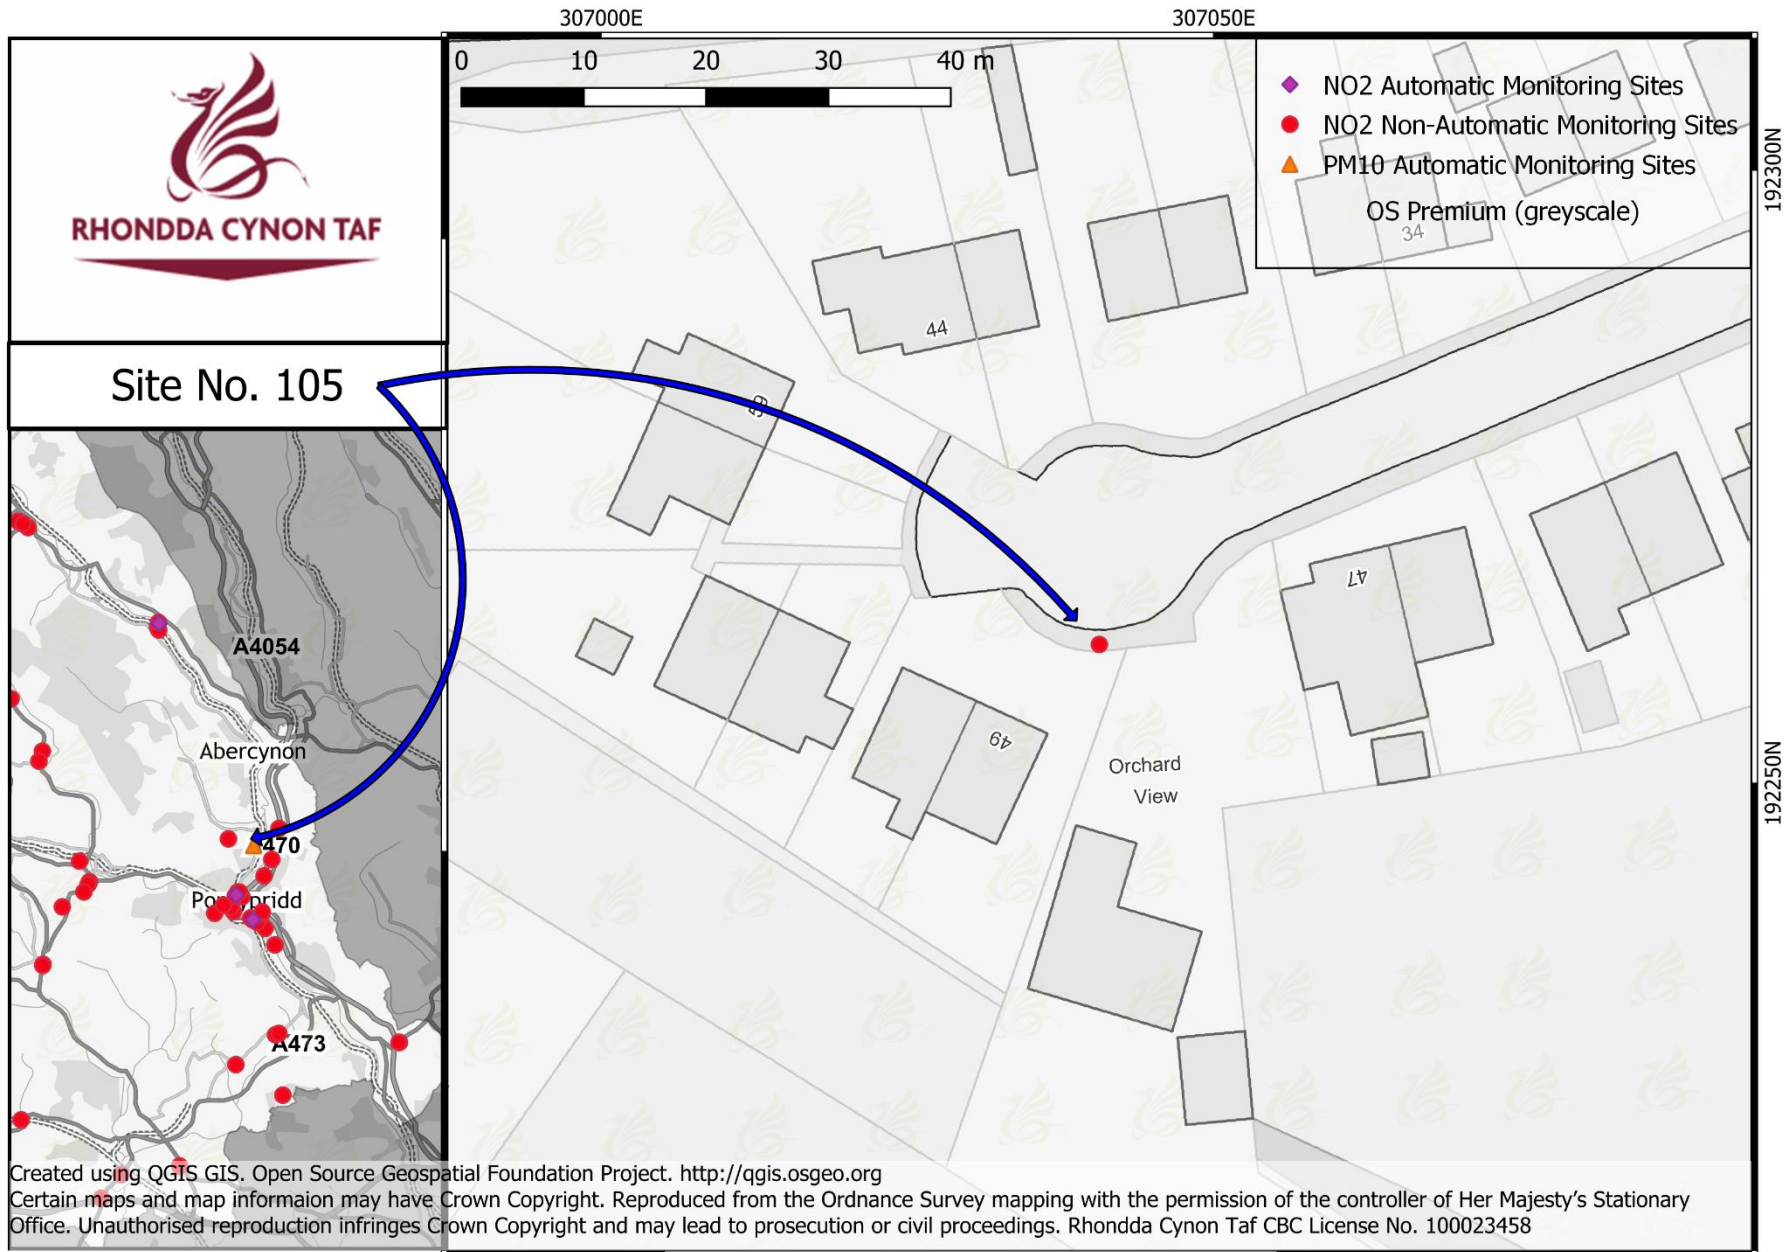 307000E
307050E
RHONDDA CYNON TAF
0 10 20 30 40 m
NO2 Automatic Monitoring Sites
NO2 Non-Automatic Monitoring Sites
PM10 Automatic Monitoring Sites
OS Premium (greyscale)
34
192300N
44
Site No. 105
59
47
A4054
49
Abercynon
Orchard
View
192250N
470
Pontypridd
A473
Created using QGIS GIS. Open Source Geospatial Foundation Project. http://qgis.osgeo.org
Certain maps and map informaion may have Crown Copyright. Reproduced from the Ordnance Survey mapping with the permission of the controller of Her Majesty's Stationary
Office. Unauthorised reproduction infringes Crown Copyright and may lead to prosecution or civil proceedings. Rhondda Cynon Taf CBC License No. 100023458